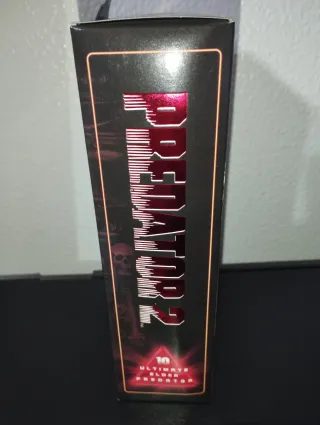 PREDATOR 2
10
ULTIMATE
ELDER
PREDATOR